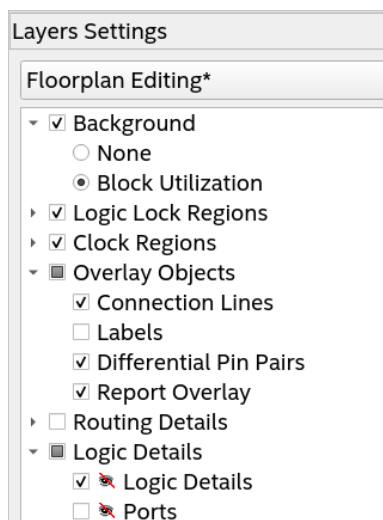 Layers Settings
Floorplan Editing*
Background
None
Block Utilization
Logic Lock Regions
Clock Regions
Overlay Objects
Connection Lines
Labels
Differential Pin Pairs
Report Overlay
Routing Details
Logic Details
Logic Details
Ports